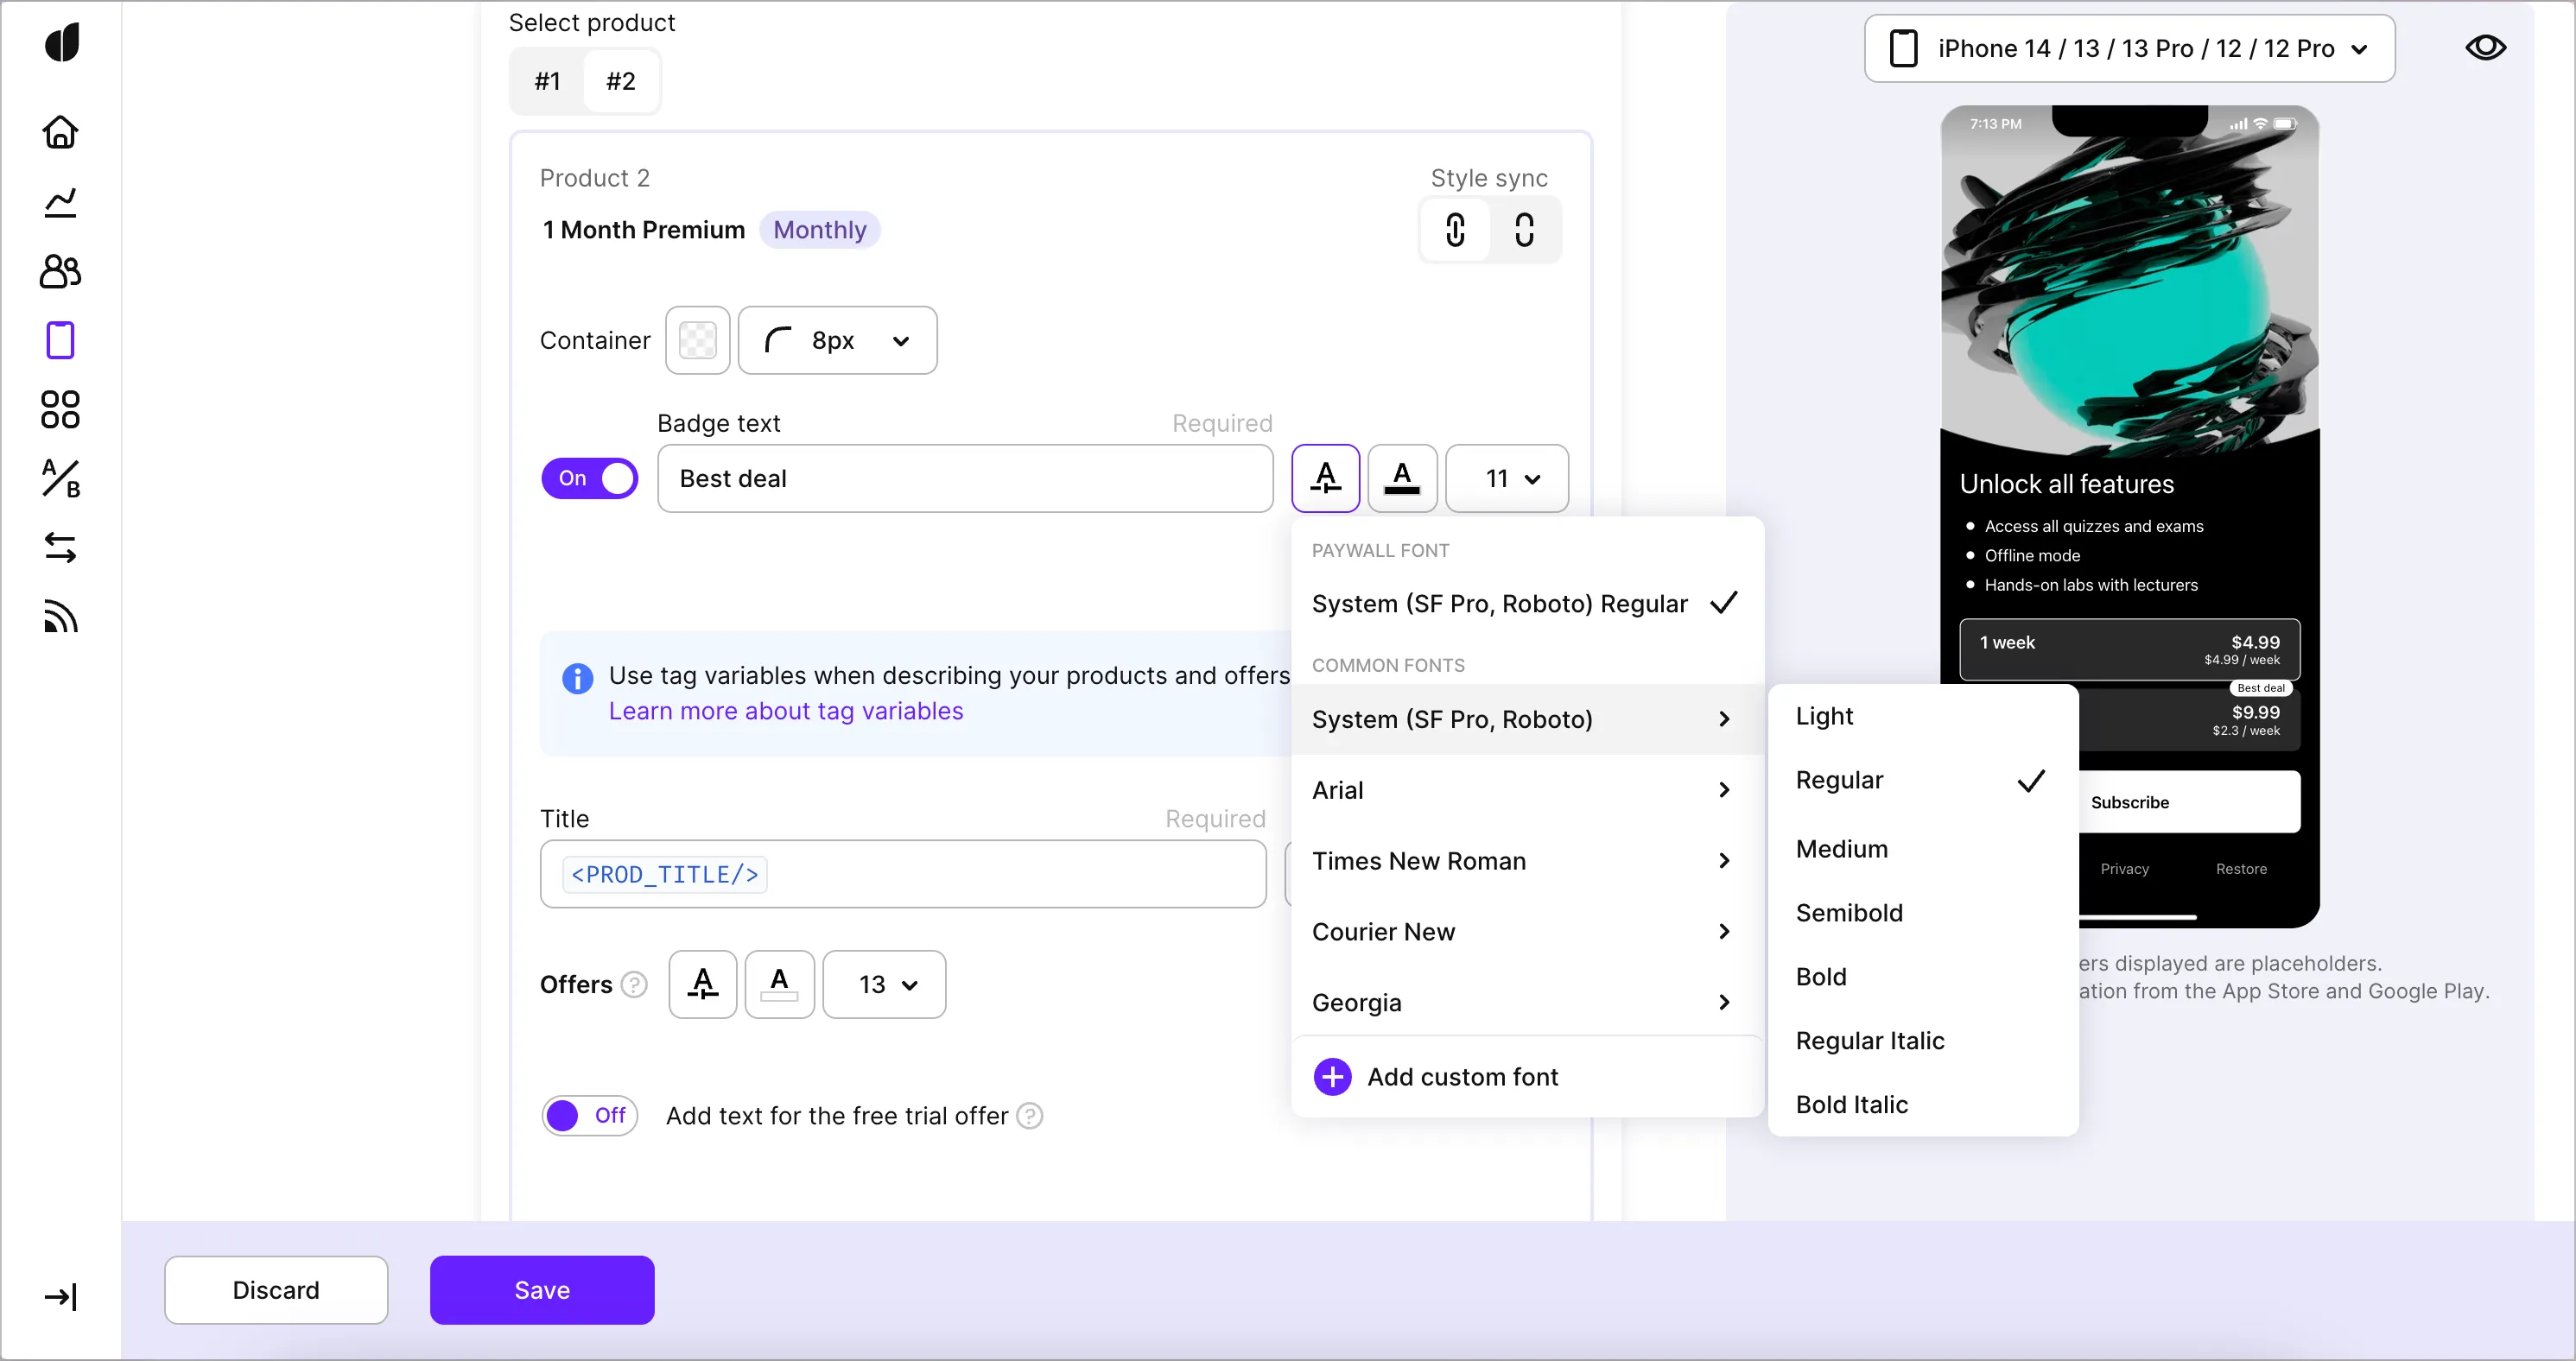 Select product
#1 #2
Product 2
Style sync
1 Month Premium Monthly
Container 8px
Badge text Required
On Best deal 11
PAYWALL FONT
System (SF Pro, Roboto) Regular
COMMON FONTS
System (SF Pro, Roboto)
Arial
Times New Roman
Courier New
Georgia
Add custom font
Light
Regular
Medium
Semibold
Bold
Regular Italic
Bold Italic
Use tag variables when describing your products and offers
Learn more about tag variables
Title Required
<PROD_TITLE/>
Offers ? 13
Off Add text for the free trial offer ?
Discard Save
A/B
iPhone 14 / 13 / 13 Pro / 12 / 12 Pro
7:13 PM
Unlock all features
Access all quizzes and exams
Offline mode
Hands-on labs with lecturers
1 week $4.99
$4.99 / week
Best deal
$9.99
$2.3 / week
Subscribe
Privacy Restore
ers displayed are placeholders.
ation from the App Store and Google Play.